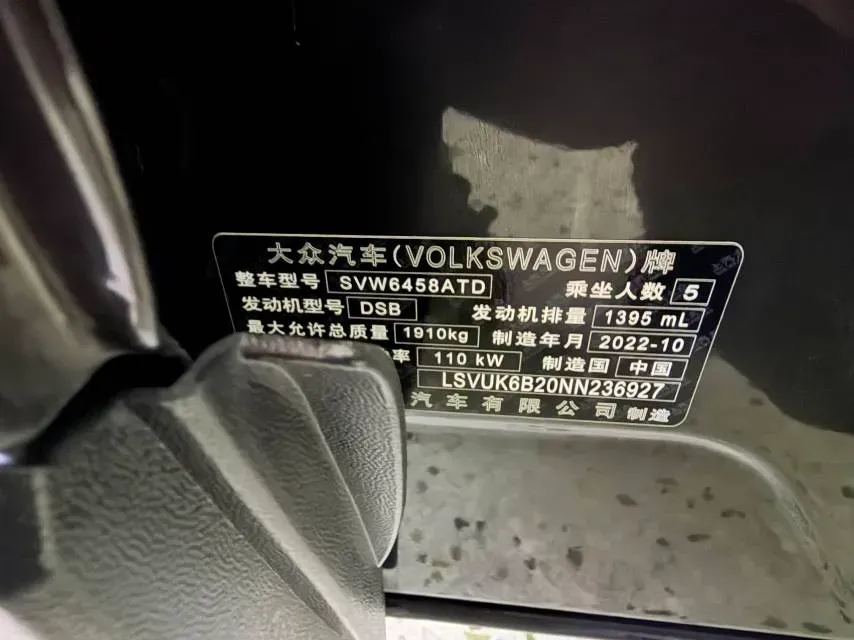 大众汽车(VOLKSWAGEN)牌
整车型号 SVW6458ATD 乘坐人数 5
发动机型号 DSB 发动机排量 1395 mL
最大允许总质量 1910kg 制造年月 2022-10
率 110 kW 制造国 中国
LSVUK6B20NN236927
汽车有限公司 制造